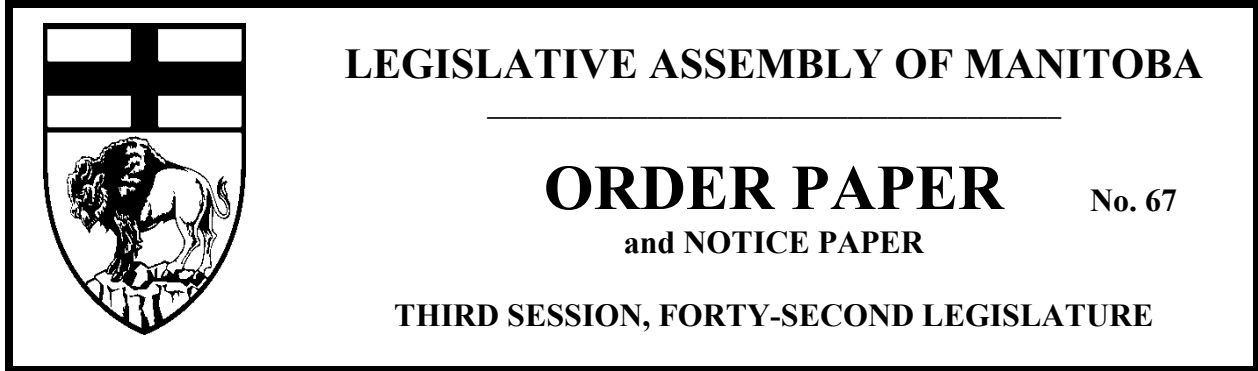 LEGISLATIVE ASSEMBLY OF MANITOBA
ORDER PAPER No. 67
and NOTICE PAPER
THIRD SESSION, FORTY-SECOND LEGISLATURE